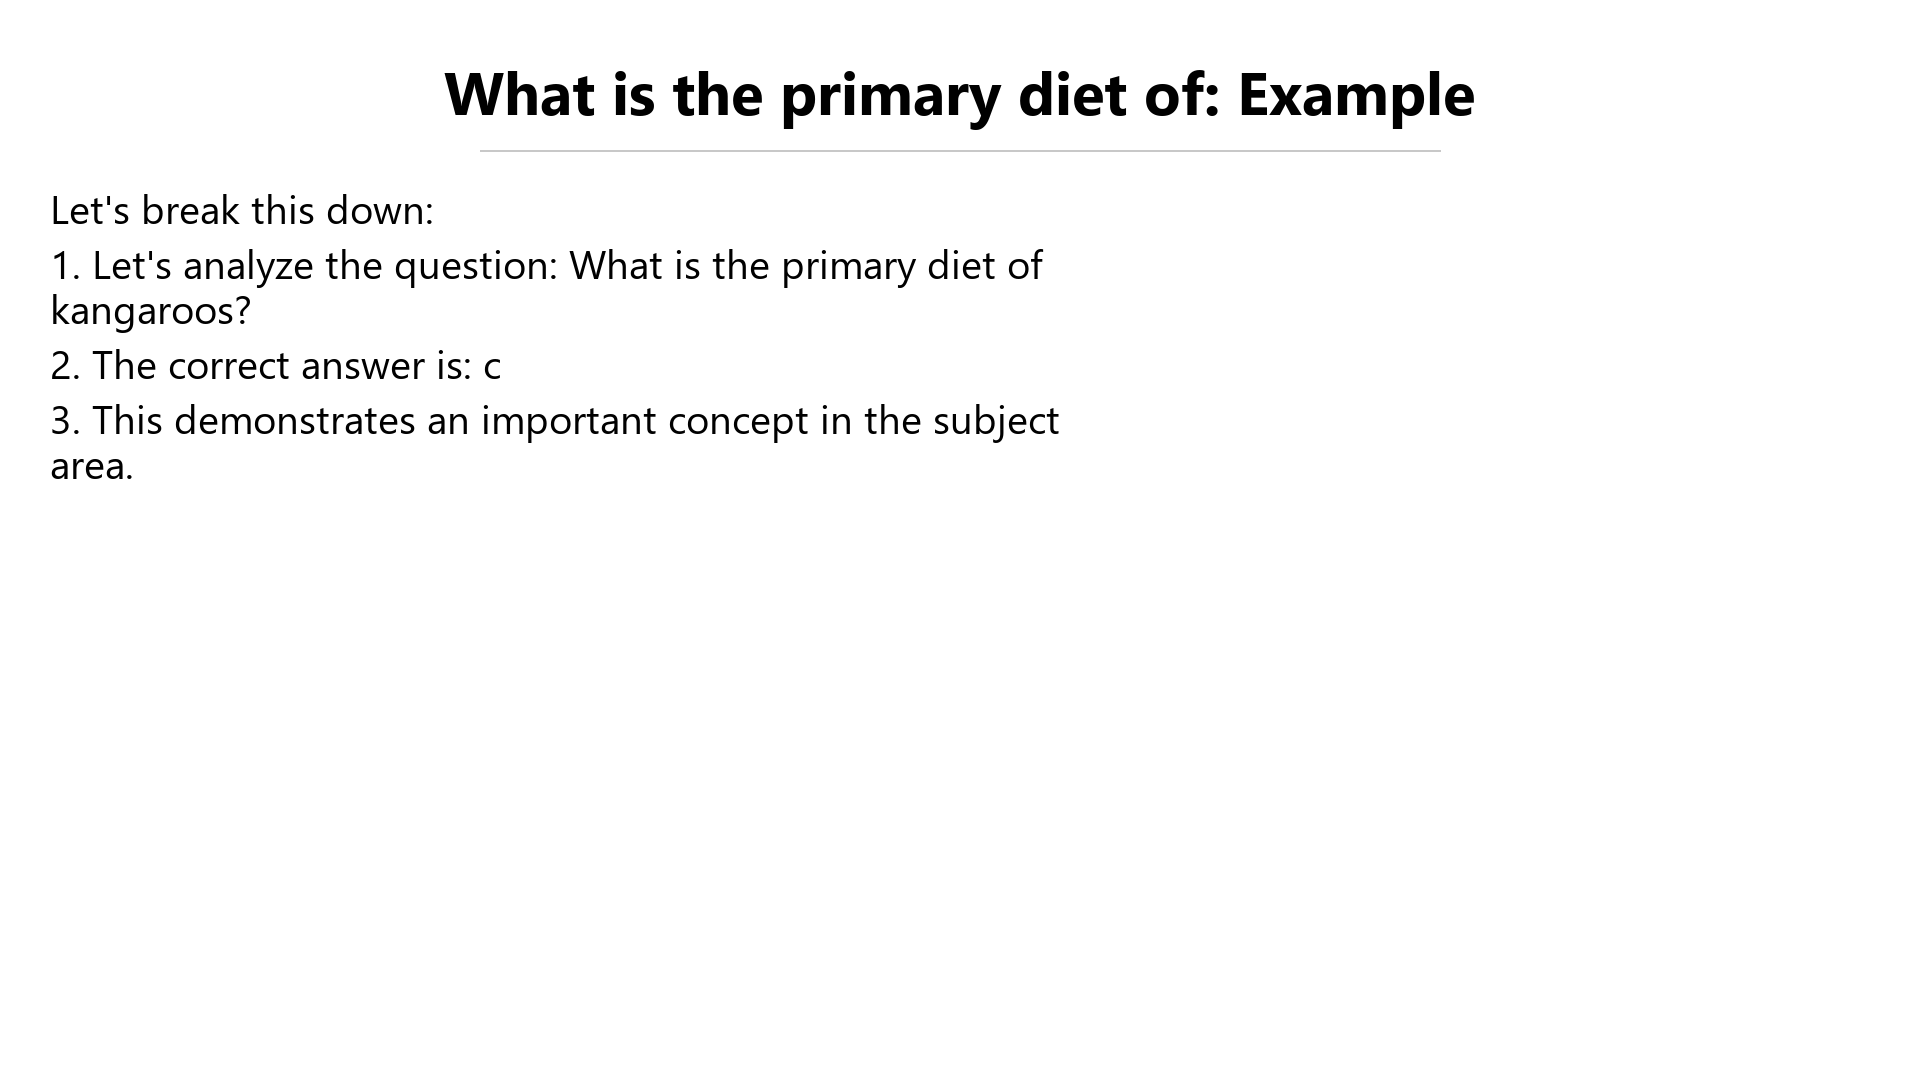 What is the primary diet of: Example
Let's break this down:
1. Let's analyze the question: What is the primary diet of
kangaroos?
2. The correct answer is: c
3. This demonstrates an important concept in the subject
area.